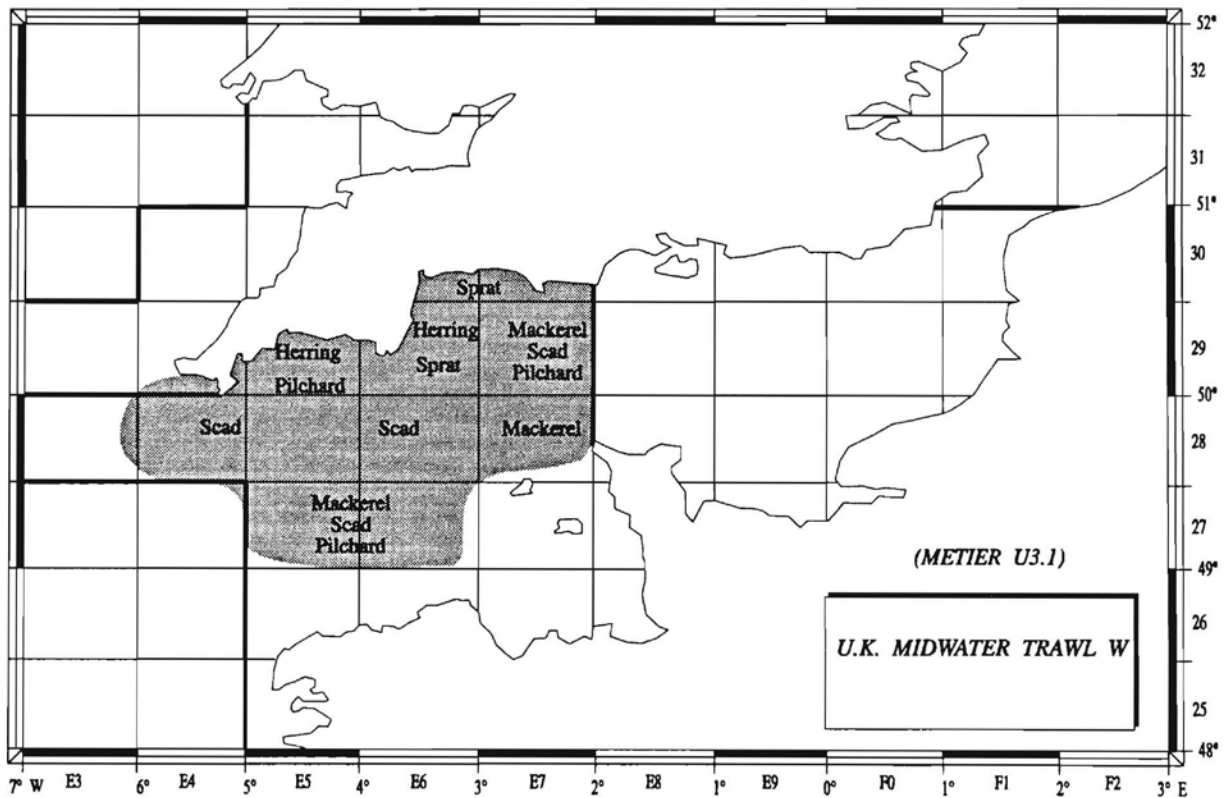 52°
32
31
51°
30
Sprat
Herring
Sprat
Mackerel
Scad
Pilchard
29
Herring
Pilchard
50°
Scad
Scad
Mackerel
28
Mackerel
Scad
Pilchard
27
(METIER U3.1)
49°
26
U.K. MIDWATER TRAWL W
25
48°
7° W E3 6° E4 5° E5 4° E6 3° E7 2° E8 1° E9 0° F0 1° F1 2° F2 3° E